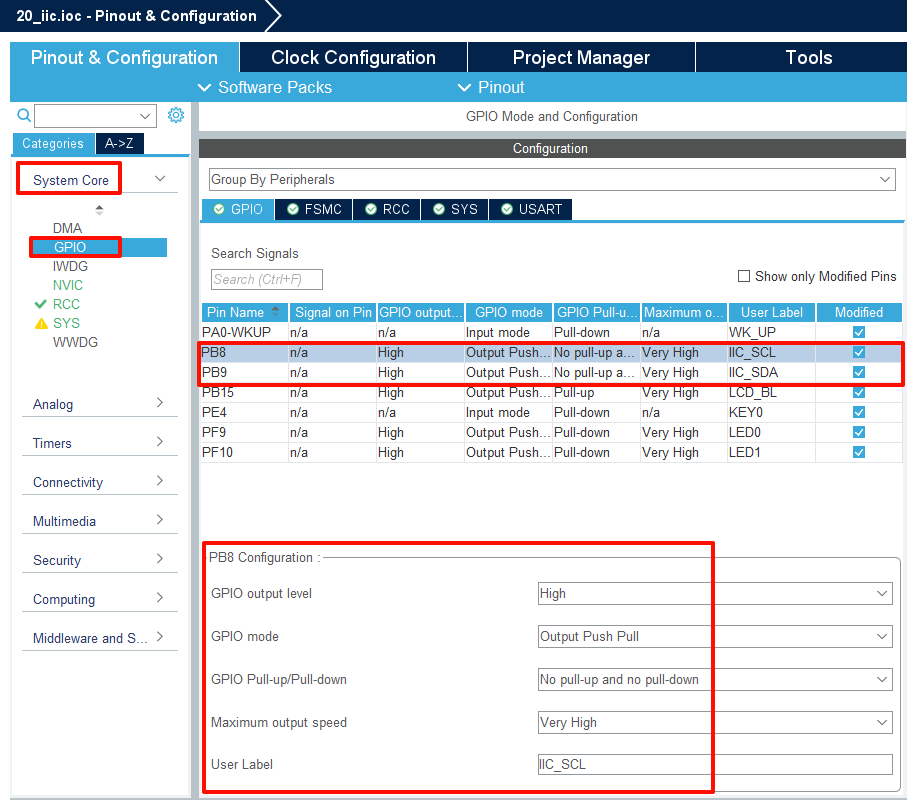 20_iic.ioc - Pinout & Configuration
Pinout & Configuration
Clock Configuration
Project Manager
Tools
Software Packs
Pinout
Categories
A->Z
System Core
DMA
GPIO
IWDG
NVIC
RCC
SYS
WWDG
Analog
Timers
Connectivity
Multimedia
Security
Computing
Middleware and S...
GPIO Mode and Configuration
Configuration
Group By Peripherals
GPIO FSMC RCC SYS USART
Search Signals
Search (Ctrl+F)
Show only Modified Pins
Pin Name Signal on Pin GPIO output... GPIO mode GPIO Pull-u... Maximum o... User Label Modified
PA0-WKUP n/a n/a Input mode Pull-down n/a WK_UP
PB8 n/a High Output Push... No pull-up a... Very High IIC_SCL
PB9 n/a High Output Push... No pull-up a... Very High IIC_SDA
PB15 n/a High Output Push... Pull-up Very High LCD_BL
PE4 n/a n/a Input mode Pull-down n/a KEY0
PF9 n/a High Output Push... Pull-down Very High LED0
PF10 n/a High Output Push... Pull-down Very High LED1
PB8 Configuration :
GPIO output level High
GPIO mode Output Push Pull
GPIO Pull-up/Pull-down No pull-up and no pull-down
Maximum output speed Very High
User Label IIC_SCL